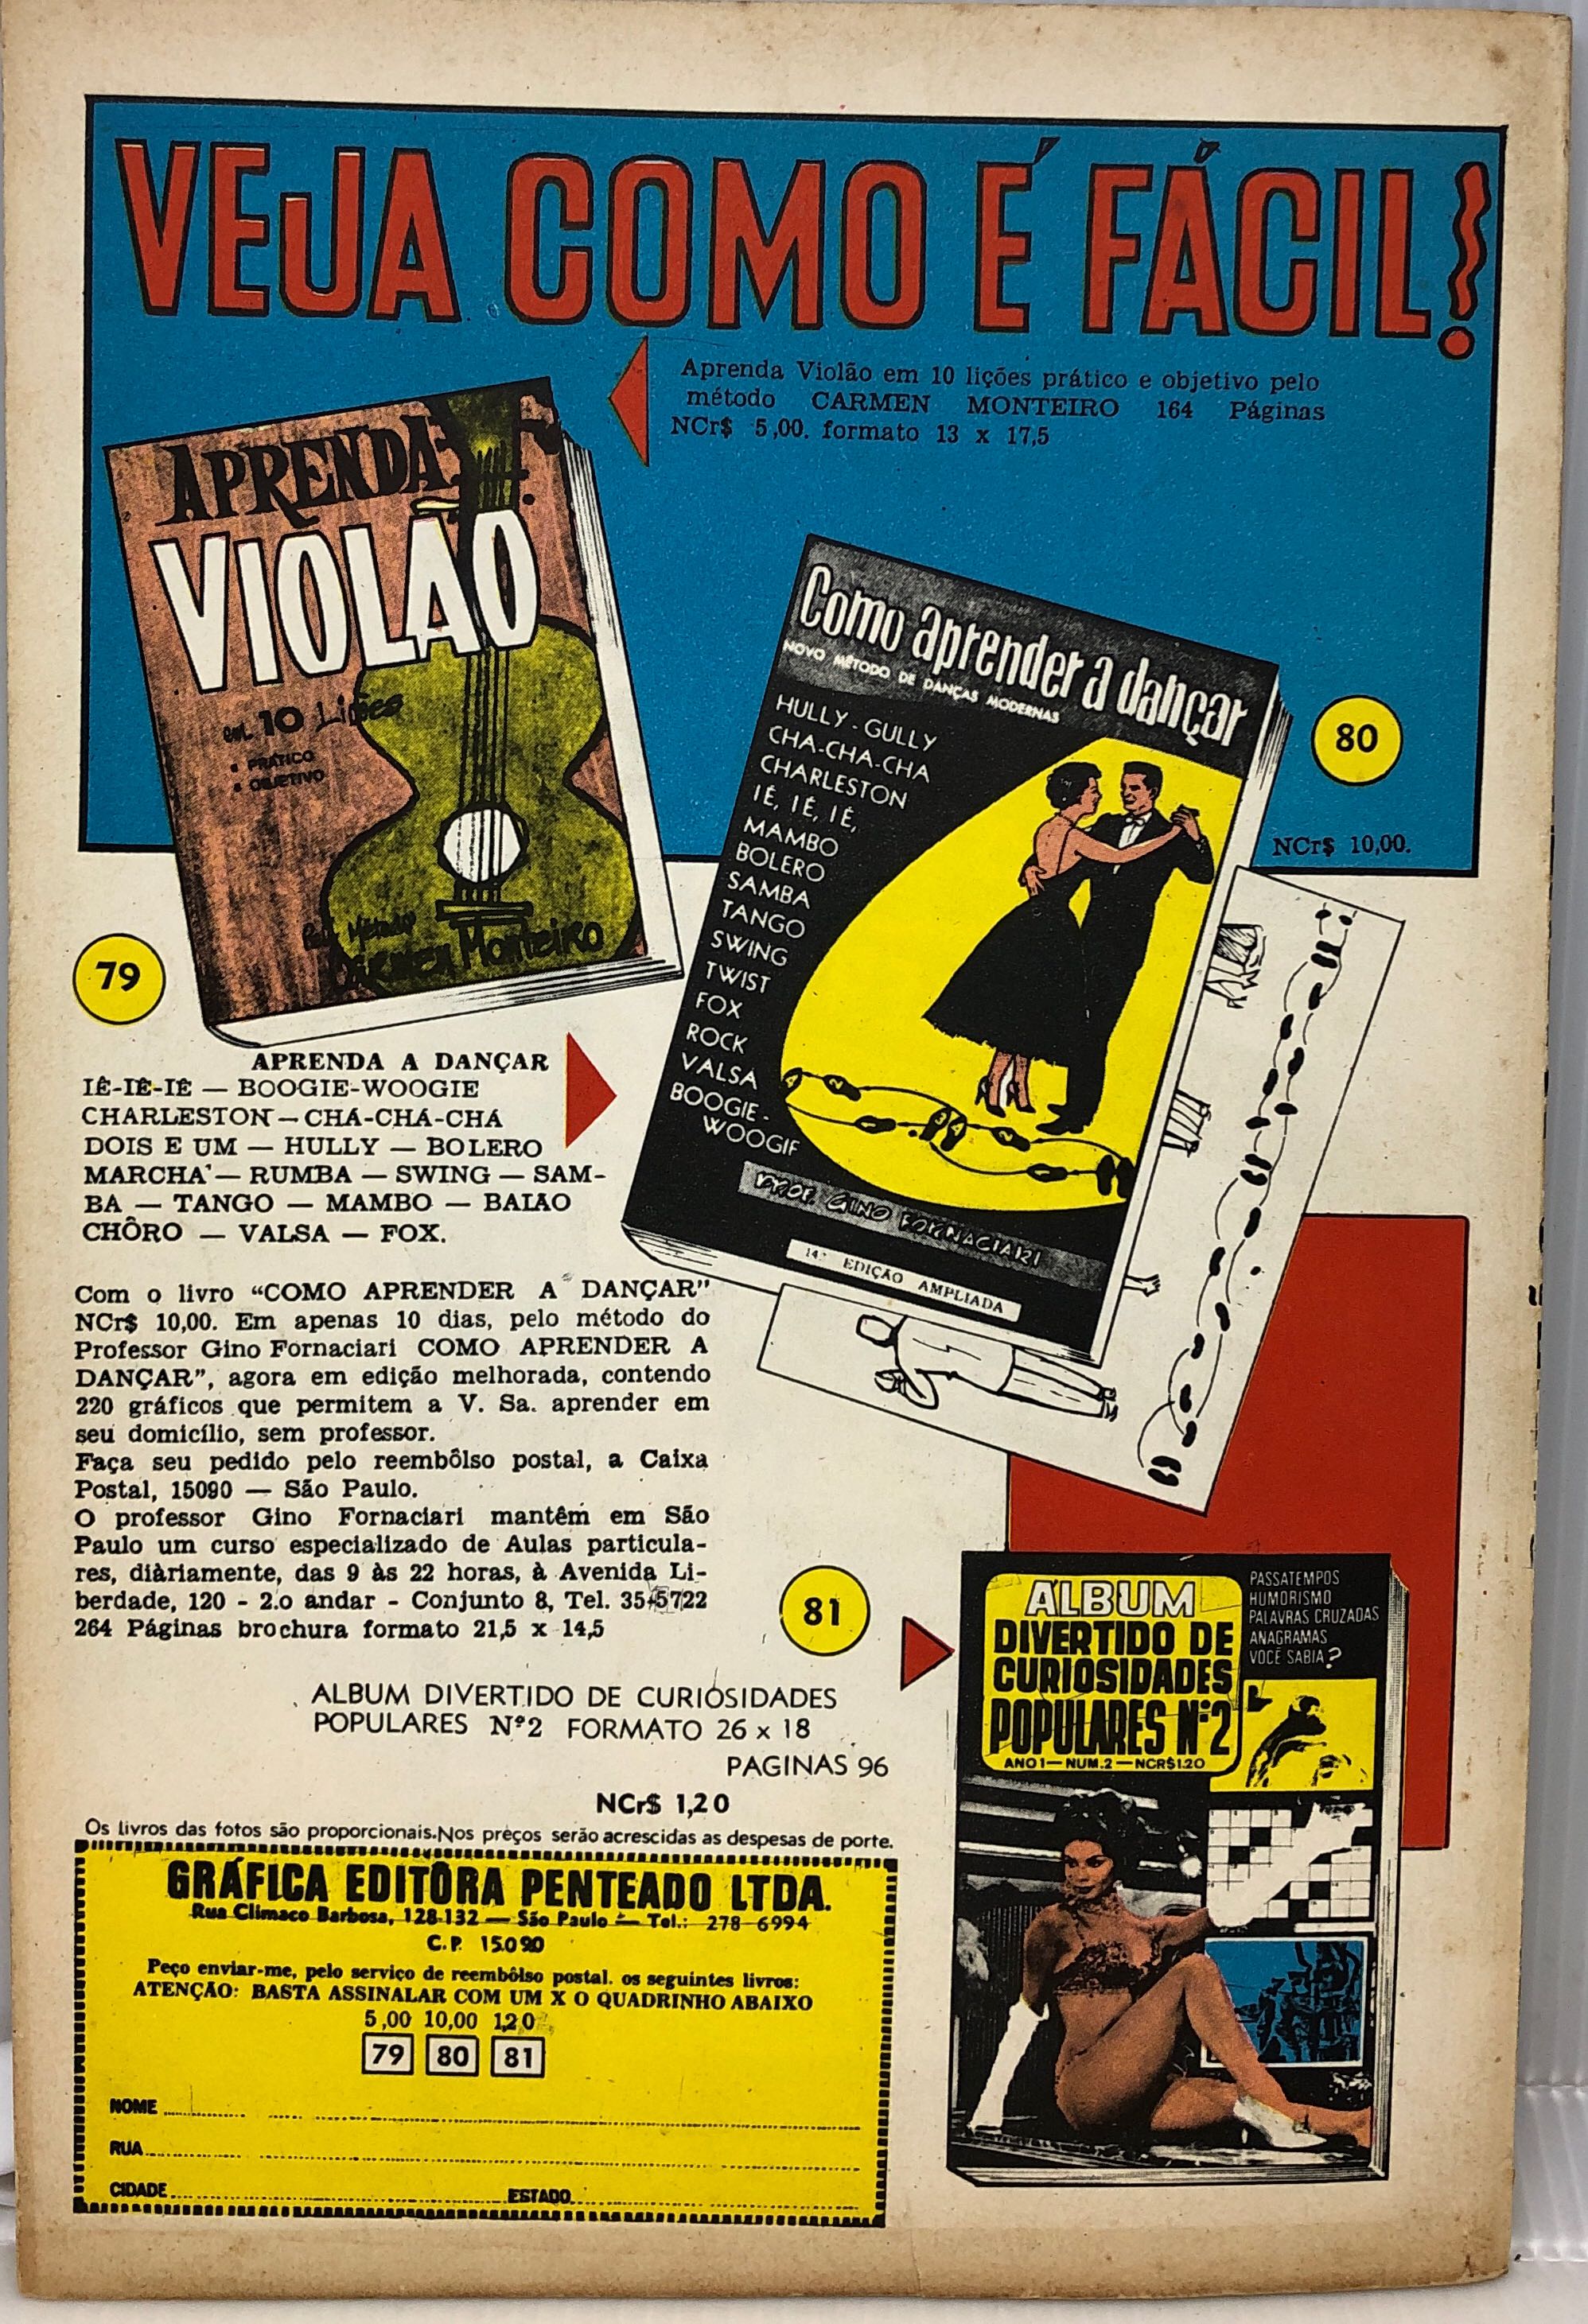 VEJA COMO É FÁCIL!
Aprenda Violão em 10 lições prático e objetivo pelo
método CARMEN MONTEIRO 164 Páginas
NCr$ 5,00. formato 13 x 17,5
APRENDA
VIOLÃO
em 10 Lições
PRÁTICO
OBJETIVO
Pelo Método
Carmen Monteiro
79
Como aprender a dançar
NOVO MÉTODO DE DANÇAS MODERNAS
HULLY-GULLY
CHA-CHA-CHA
CHARLESTON
IÉ, IÉ, IÉ,
MAMBO
BOLERO
SAMBA
TANGO
SWING
TWIST
FOX
ROCK
VALSA
BOOGIE-
WOOGIF
PROF. GINO FORNACIARI
14ª EDIÇÃO AMPLIADA
80
NCr$ 10,00.
APRENDA A DANÇAR
IÊ-IÊ-IÊ — BOOGIE-WOOGIE
CHARLESTON — CHÁ-CHÁ-CHÁ
DOIS E UM — HULLY — BOLERO
MARCHA — RUMBA — SWING — SAM-
BA — TANGO — MAMBO — BAIÃO
CHÔRO — VALSA — FOX.
Com o livro “COMO APRENDER A DANÇAR”
NCr$ 10,00. Em apenas 10 dias, pelo método do
Professor Gino Fornaciari COMO APRENDER A
DANÇAR”, agora em edição melhorada, contendo
220 gráficos que permitem a V. Sa. aprender em
seu domicílio, sem professor.
Faça seu pedido pelo reembôlso postal, a Caixa
Postal, 15090 — São Paulo.
O professor Gino Fornaciari mantêm em São
Paulo um curso especializado de Aulas particula-
res, diàriamente, das 9 às 22 horas, à Avenida Li-
berdade, 120 - 2.o andar - Conjunto 8, Tel. 35-5722
264 Páginas brochura formato 21,5 x 14,5
81
ALBUM DIVERTIDO DE CURIOSIDADES
POPULARES Nº2 FORMATO 26 x 18
PAGINAS 96
NCr$ 1,20
ALBUM
DIVERTIDO DE
CURIOSIDADES
POPULARES Nº2
ANO 1 — NUM.2 — NCR$1.20
PASSATEMPOS
HUMORISMO
PALAVRAS CRUZADAS
ANAGRAMAS
VOCÊ SABIA?
Os livros das fotos são proporcionais.Nos preços serão acrescidas as despesas de porte.
GRÁFICA EDITÔRA PENTEADO LTDA.
Rua Climaco Barbosa, 128-132 — São Paulo — Tel.: 278-6994
C.P. 15.090
Peço enviar-me, pelo serviço de reembôlso postal. os seguintes livros:
ATENÇÃO: BASTA ASSINALAR COM UM X O QUADRINHO ABAIXO
5,00 10,00 1,20
79 80 81
NOME
RUA
CIDADE ESTADO